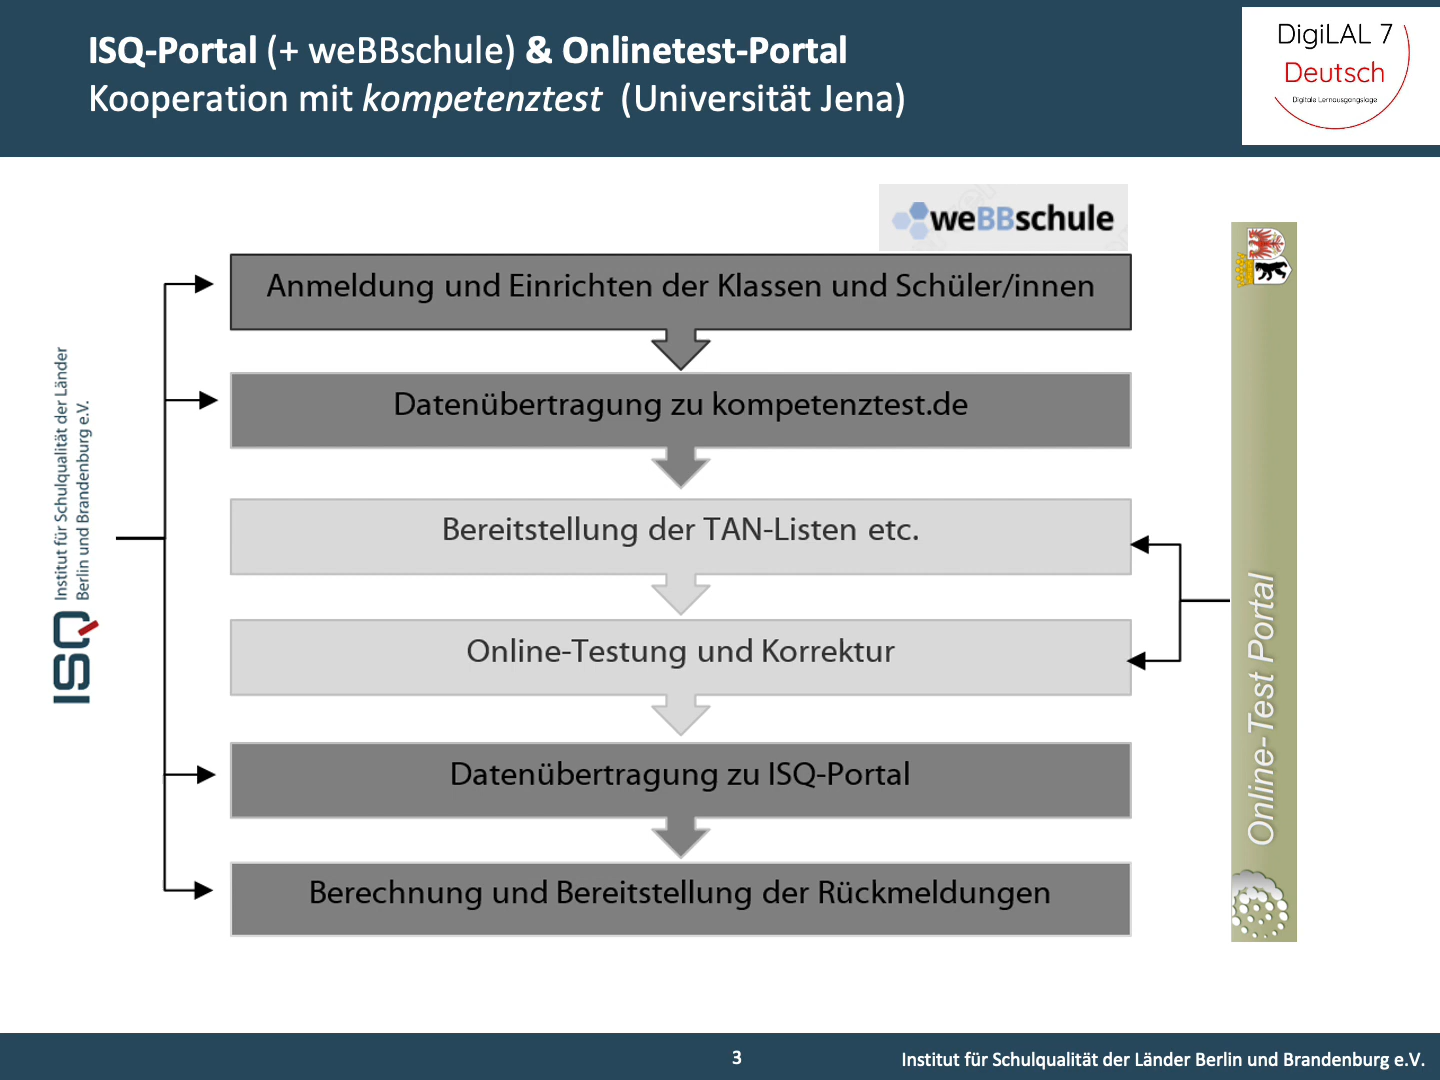 ISQ-Portal (+ weBBschule) & Onlinetest-Portal
Kooperation mit kompetenztest (Universität Jena)
DigiLAL 7
Deutsch
Digitale Lernausgangslage
weBBschule
Anmeldung und Einrichten der Klassen und Schüler/innen
Datenübertragung zu kompetenztest.de
Bereitstellung der TAN-Listen etc.
Online-Testung und Korrektur
Datenübertragung zu ISQ-Portal
Berechnung und Bereitstellung der Rückmeldungen
ISQ
Institut für Schulqualität der Länder
Berlin und Brandenburg e.V.
Online-Test Portal
3
Institut für Schulqualität der Länder Berlin und Brandenburg e.V.